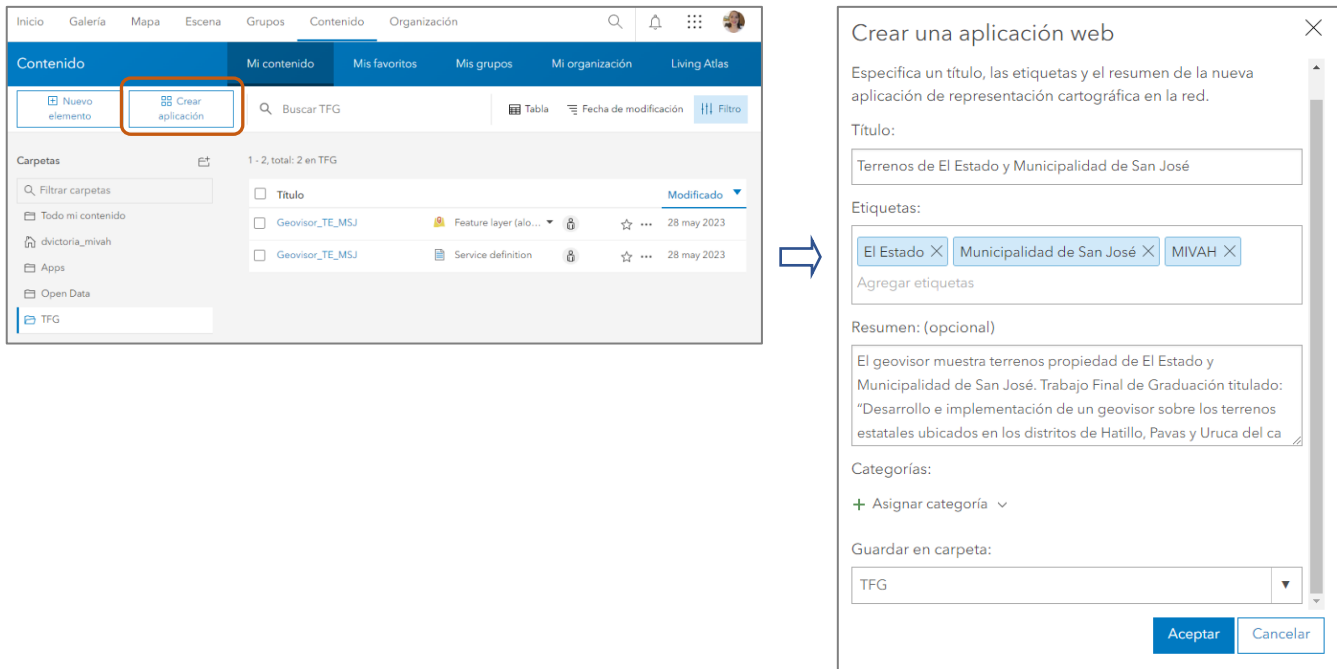 Inicio Galería Mapa Escena Grupos Contenido Organización
Contenido Mi contenido Mis favoritos Mis grupos Mi organización Living Atlas
Nuevo elemento
Crear aplicación
Buscar TFG Tabla Fecha de modificación Filtro
Carpetas
Filtrar carpetas
Todo mi contenido
dvictoria_mivah
Apps
Open Data
TFG
1 - 2, total: 2 en TFG
Título Modificado
Geovisor_TE_MSJ Feature layer (alo... 28 may 2023
Geovisor_TE_MSJ Service definition 28 may 2023
Crear una aplicación web
Especifica un título, las etiquetas y el resumen de la nueva
aplicación de representación cartográfica en la red.
Título:
Terrenos de El Estado y Municipalidad de San José
Etiquetas:
El Estado Municipalidad de San José MIVAH
Agregar etiquetas
Resumen: (opcional)
El geovisor muestra terrenos propiedad de El Estado y
Municipalidad de San José. Trabajo Final de Graduación titulado:
“Desarrollo e implementación de un geovisor sobre los terrenos
estatales ubicados en los distritos de Hatillo, Pavas y Uruca del ca
Categorías:
+ Asignar categoría
Guardar en carpeta:
TFG
Aceptar Cancelar